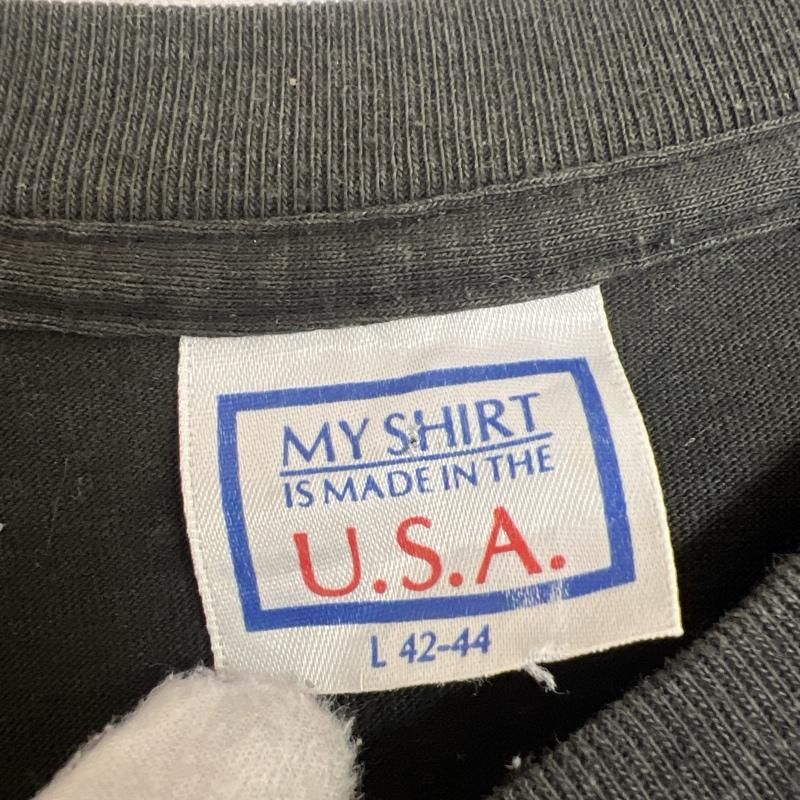 MY SHIRT
IS MADE IN THE
U.S.A.
L 42-44